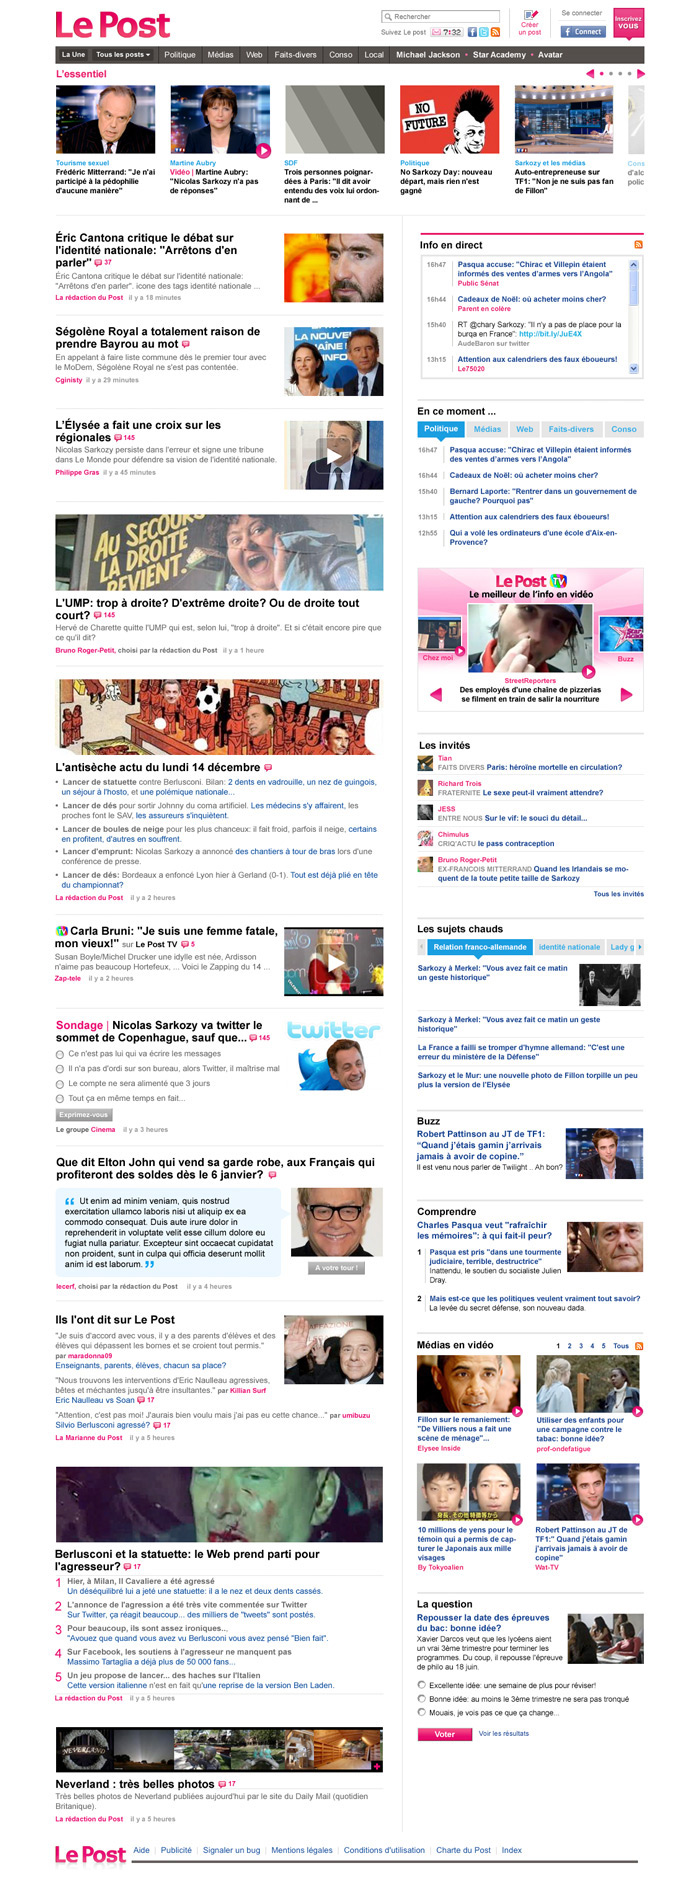 Le Post
Rechercher
Suivez Le post 7:32
Créer
un post
Se connecter
Connect
Inscrivez
VOUS
La Une Tous les posts Politique Médias Web Faits-divers Conso Local Michael Jackson • Star Academy • Avatar
L'essentiel
NO
FUTURE
Tourisme sexuel
Frédéric Mitterrand: "Je n'ai
participé à la pédophilie
d'aucune manière"
Martine Aubry
Vidéo | Martine Aubry:
"Nicolas Sarkozy n'a pas
de réponses"
SDF
Trois personnes poignar-
dées à Paris: "Il dit avoir
entendu des voix lui ordon-
nant de ...
Politique
No Sarkozy Day: nouveau
départ, mais rien n'est
gagné
Sarkozy et les médias
Auto-entrepreneuse sur
TF1: "Non je ne suis pas fan
de Fillon"
Cons
d'alc
polic
Éric Cantona critique le débat sur
l'identité nationale: "Arrêtons d'en
parler" 37
Éric Cantona critique le débat sur l'identité nationale:
"Arrêtons d'en parler". icone des tags identité nationale ...
La rédaction du Post il y a 18 minutes
Ségolène Royal a totalement raison de
prendre Bayrou au mot
En appelant à faire liste commune dès le premier tour avec
le MoDem, Ségolène Royal ne s'est pas contentée.
Cginisty il y a 29 minutes
L'Élysée a fait une croix sur les
régionales 145
Nicolas Sarkozy persiste dans l'erreur et signe une tribune
dans Le Monde pour défendre sa vision de l'identité nationale.
Philippe Gras il y a 45 minutes
AU SECOURS
LA DROITE
REVIENT.
L'UMP: trop à droite? D'extrême droite? Ou de droite tout
court? 145
Hervé de Charette quitte l'UMP qui est, selon lui, "trop à droite". Et si c'était encore pire que
ce qu'il dit?
Bruno Roger-Petit, choisi par la rédaction du Post il y a 1 heure
L'antisèche actu du lundi 14 décembre
• Lancer de statuette contre Berlusconi. Bilan: 2 dents en vadrouille, un nez de guingois,
un séjour à l'hosto, et une polémique nationale...
• Lancer de dés pour sortir Johnny du coma artificiel. Les médecins s'y affairent, les
proches font le SAV, les assureurs s'inquiètent.
• Lancer de boules de neige pour les plus chanceux: il fait froid, parfois il neige, certains
en profitent, d'autres en souffrent.
• Lancer d'emprunt: Nicolas Sarkozy a annoncé des chantiers à tour de bras lors d'une
conférence de presse.
• Lancer de dés: Bordeaux a enfoncé Lyon hier à Gerland (0-1). Tout est déjà plié en tête
du championnat?
La rédaction du Post il y a 2 heures
TV Carla Bruni: "Je suis une femme fatale,
mon vieux!" sur Le Post TV 5
Susan Boyle/Michel Drucker une idylle est née, Ardisson
n'aime pas beaucoup Hortefeux, ... Voici le Zapping du 14 ...
Zap-tele il y a 2 heures
Sondage | Nicolas Sarkozy va twitter le
sommet de Copenhague, sauf que... 145
twitter
Ce n'est pas lui qui va écrire les messages
Il n'a pas d'ordi sur son bureau, alors Twitter, il maîtrise mal
Le compte ne sera alimenté que 3 jours
Tout ça en même temps en fait...
Exprimez-vous
Le groupe Cinema il y a 3 heures
Que dit Elton John qui vend sa garde robe, aux Français qui
profiteront des soldes dès le 6 janvier?
“ Ut enim ad minim veniam, quis nostrud
exercitation ullamco laboris nisi ut aliquip ex ea
commodo consequat. Duis aute irure dolor in
reprehenderit in voluptate velit esse cillum dolore eu
fugiat nulla pariatur. Excepteur sint occaecat cupidatat
non proident, sunt in culpa qui officia deserunt mollit
anim id est laborum. ”
A votre tour !
lecerf, choisi par la rédaction du Post il y a 4 heures
Ils l'ont dit sur Le Post
"Je suis d'accord avec vous, il y a des parents d'élèves et des
élèves qui dépassent les bornes et se croient tout permis."
par maradonna09
Enseignants, parents, élèves, chacun sa place?
"Nous trouvons les interventions d'Eric Naulleau agressives,
bêtes et méchantes jusqu'à être insultantes." par Killian Surf
Eric Naulleau vs Soan 17
"Attention, c'est pas moi! J'aurais bien voulu mais j'ai pas eu cette chance..." par umibuzu
Silvio Berlusconi agressé? 17
La Marianne du Post il y a 5 heures
Berlusconi et la statuette: le Web prend parti pour
l'agresseur? 17
1 Hier, à Milan, Il Cavaliere a été agressé
Un déséquilibré lui a jeté une statuette: il a le nez et deux dents cassés.
2 L'annonce de l'agression a été très vite commentée sur Twitter
Sur Twitter, ça réagit beaucoup... des milliers de "tweets" sont postés.
3 Pour beaucoup, ils sont assez ironiques...
"Avouez que quand vous avez vu Berlusconi vous avez pensé "Bien fait".
4 Sur Facebook, les soutiens à l'agresseur ne manquent pas
Massimo Tartaglia a déjà plus de 50 000 fans...
5 Un jeu propose de lancer... des haches sur l'Italien
Cette version italienne n'est en fait qu'une reprise de la version Ben Laden.
La rédaction du Post il y a 5 heures
NEVERLAND
Neverland : très belles photos 17
Très belles photos de Neverland publiées aujourd'hui par le site du Daily Mail (quotidien
Britanique).
La rédaction du Post il y a 5 heures
Info en direct
16h47 Pasqua accuse: "Chirac et Villepin étaient
informés des ventes d'armes vers l'Angola"
Public Sénat
16h44 Cadeaux de Noël: où acheter moins cher?
Parent en colère
15h40 RT @chary Sarkozy: "Il n'y a pas de place pour la
burqa en France": http://bit.ly/JuE4X
AudeBaron sur twitter
13h15 Attention aux calendriers des faux éboueurs!
Le75020
En ce moment ...
Politique Médias Web Faits-divers Conso
16h47 Pasqua accuse: "Chirac et Villepin étaient informés
des ventes d'armes vers l'Angola"
16h44 Cadeaux de Noël: où acheter moins cher?
15h40 Bernard Laporte: "Rentrer dans un gouvernement de
gauche? Pourquoi pas"
13h15 Attention aux calendriers des faux éboueurs!
12h55 Qui a volé les ordinateurs d'une école d'Aix-en-
Provence?
Le Post TV
Le meilleur de l'info en vidéo
Chez moi
Buzz
StreetReporters
Des employés d'une chaîne de pizzerias
se filment en train de salir la nourriture
Les invités
Tian
FAITS DIVERS Paris: héroïne mortelle en circulation?
Richard Trois
FRATERNITE Le sexe peut-il vraiment attendre?
JESS
ENTRE NOUS Sur le vif: le souci du détail...
Chimulus
CRIQ'ACTU le pass contraception
Bruno Roger-Petit
EX-FRANCOIS MITTERRAND Quand les Irlandais se mo-
quent de la toute petite taille de Sarkozy
Tous les invités
Les sujets chauds
Relation franco-allemande identité nationale Lady g
Sarkozy à Merkel: "Vous avez fait ce matin
un geste historique"
Sarkozy à Merkel: "Vous avez fait ce matin un geste
historique"
La France a failli se tromper d'hymne allemand: "C'est une
erreur du ministère de la Défense"
Sarkozy et le Mur: une nouvelle photo de Fillon torpille un peu
plus la version de l'Elysée
Buzz
Robert Pattinson au JT de TF1:
"Quand j'étais gamin j'arrivais
jamais à avoir de copine."
Il est venu nous parler de Twilight .. Ah bon?
Comprendre
Charles Pasqua veut "rafraîchir
les mémoires": à qui fait-il peur?
1 Pasqua est pris "dans une tourmente
judiciaire, terrible, destructrice"
Inattendu, le soutien du socialiste Julien
Dray.
2 Mais est-ce que les politiques veulent vraiment tout savoir?
La levée du secret défense, son nouveau dada.
Médias en vidéo 1 2 3 4 5 Tous
Fillon sur le remaniement:
"De Villiers nous a fait une
scène de ménage"...
Elysee Inside
Utiliser des enfants pour
une campagne contre le
tabac: bonne idée?
prof-ondefatigue
10 millions de yens pour le
témoin qui a permis de cap-
turer le Japonais aux mille
visages
By Tokyoalien
Robert Pattinson au JT de
TF1:" Quand j'étais gamin
j'arrivais jamais à avoir de
copine"
Wat-TV
La question
Repousser la date des épreuves
du bac: bonne idée?
Xavier Darcos veut que les lycéens aient
un vrai 3ème trimestre pour terminer les
programmes. Du coup, il repousse l'épreuve
de philo au 18 juin.
Excellente idée: une semaine de plus pour réviser!
Bonne idée: au moins le 3ème trimestre ne sera pas tronqué
Mouais, je vois pas ce que ça change...
Voter Voir les résultats
Le Post Aide | Publicité | Signaler un bug | Mentions légales | Conditions d'utilisation | Charte du Post | Index